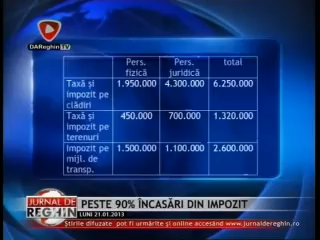 DAReghin TV
Pers. fizică Pers. juridică total
Taxă și impozit pe clădiri 1.950.000 4.300.000 6.250.000
Taxă și impozit pe terenuri 450.000 700.000 1.320.000
impozit pe mijl. de transp. 1.500.000 1.100.000 2.600.000
JURNAL DE REGHIN
PESTE 90% ÎNCASĂRI DIN IMPOZIT
LUNI 21.01.2013
Știrile difuzate pot fi urmărite și online accesând www.jurnaldereghin.ro